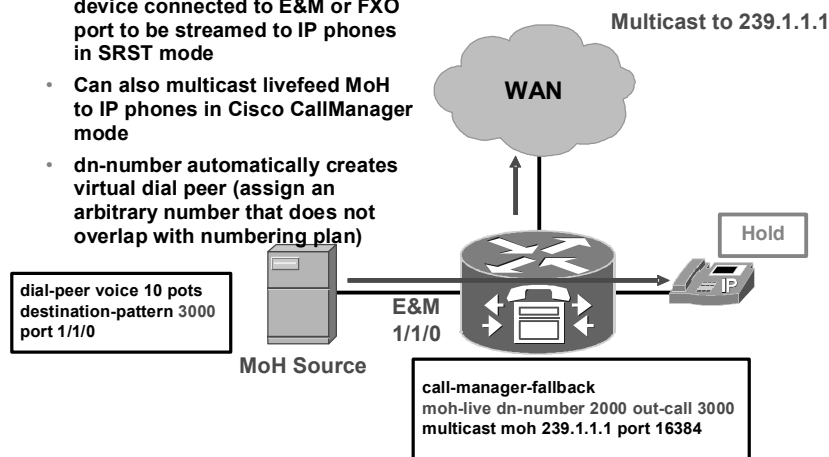 device connected to E&M or FXO
port to be streamed to IP phones
in SRST mode
• Can also multicast livefeed MoH
to IP phones in Cisco CallManager
mode
• dn-number automatically creates
virtual dial peer (assign an
arbitrary number that does not
overlap with numbering plan)
Multicast to 239.1.1.1
WAN
Hold
IP
dial-peer voice 10 pots
destination-pattern 3000
port 1/1/0
E&M
1/1/0
MoH Source
call-manager-fallback
moh-live dn-number 2000 out-call 3000
multicast moh 239.1.1.1 port 16384